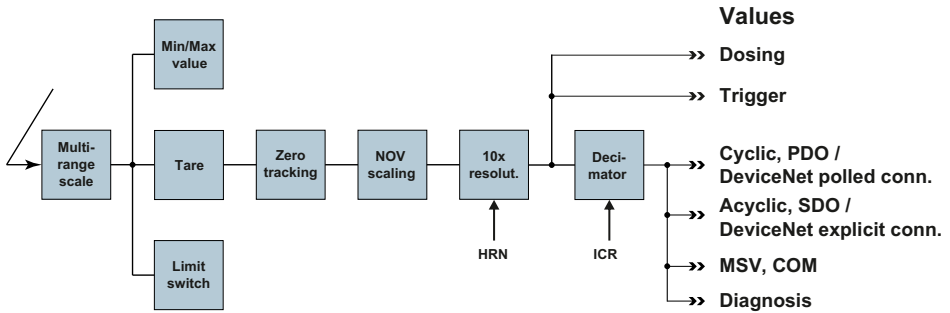 Values
Min/Max
value
Dosing
Trigger
Multi-
range
scale
Tare
Zero
tracking
NOV
scaling
10x
resolut.
Deci-
mator
Cyclic, PDO /
DeviceNet polled conn.
Acyclic, SDO /
DeviceNet explicit conn.
HRN
ICR
Limit
switch
MSV, COM
Diagnosis